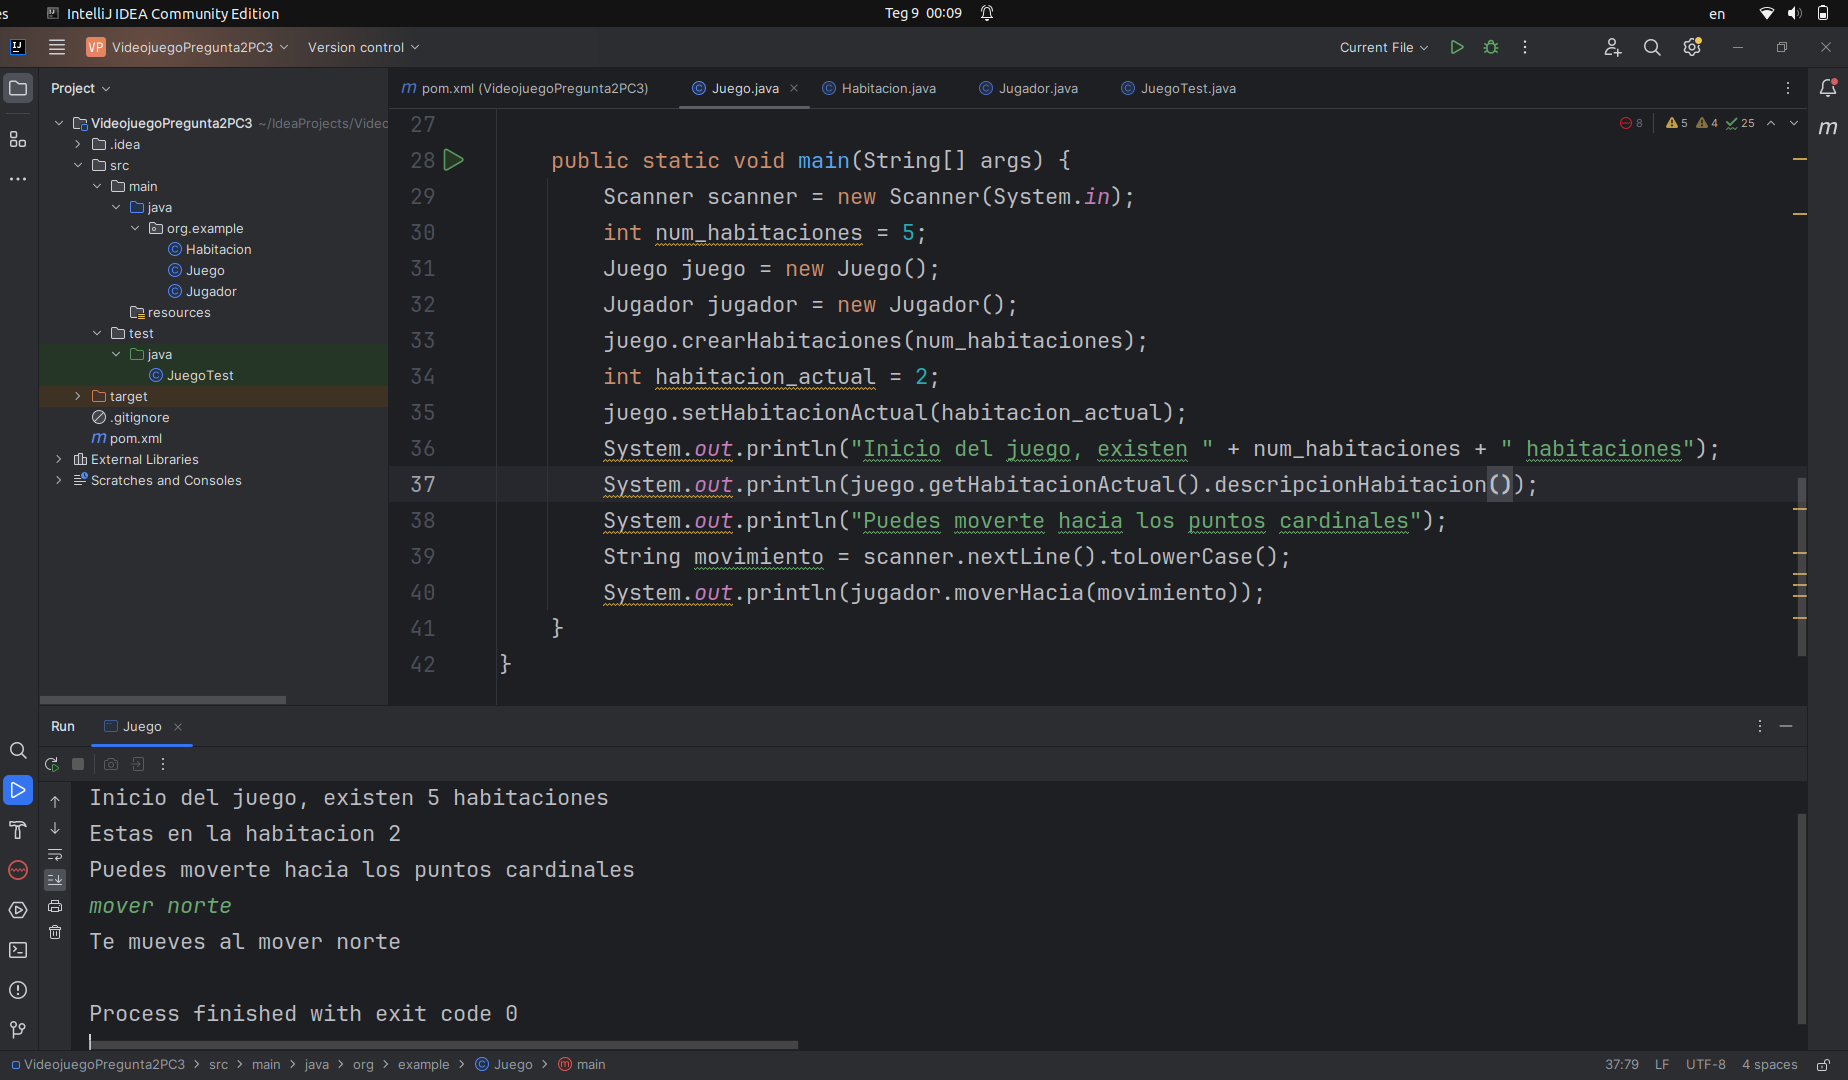 es
IntelliJ IDEA Community Edition
Teg 9 00:09
en
VP VideojuegoPregunta2PC3
Version control
Current File
Project
pom.xml (VideojuegoPregunta2PC3)
Juego.java
Habitacion.java
Jugador.java
JuegoTest.java
VideojuegoPregunta2PC3 ~/IdeaProjects/Videc
.idea
src
main
java
org.example
Habitacion
Juego
Jugador
resources
test
java
JuegoTest
target
.gitignore
pom.xml
External Libraries
Scratches and Consoles
8 5 4 25
27
28 public static void main(String[] args) {
29 Scanner scanner = new Scanner(System.in);
30 int num_habitaciones = 5;
31 Juego juego = new Juego();
32 Jugador jugador = new Jugador();
33 juego.crearHabitaciones(num_habitaciones);
34 int habitacion_actual = 2;
35 juego.setHabitacionActual(habitacion_actual);
36 System.out.println("Inicio del juego, existen " + num_habitaciones + " habitaciones");
37 System.out.println(juego.getHabitacionActual().descripcionHabitacion());
38 System.out.println("Puedes moverte hacia los puntos cardinales");
39 String movimiento = scanner.nextLine().toLowerCase();
40 System.out.println(jugador.moverHacia(movimiento));
41 }
42 }
Run
Juego
Inicio del juego, existen 5 habitaciones
Estas en la habitacion 2
Puedes moverte hacia los puntos cardinales
mover norte
Te mueves al mover norte
Process finished with exit code 0
VideojuegoPregunta2PC3 > src > main > java > org > example > Juego > main
37:79 LF UTF-8 4 spaces